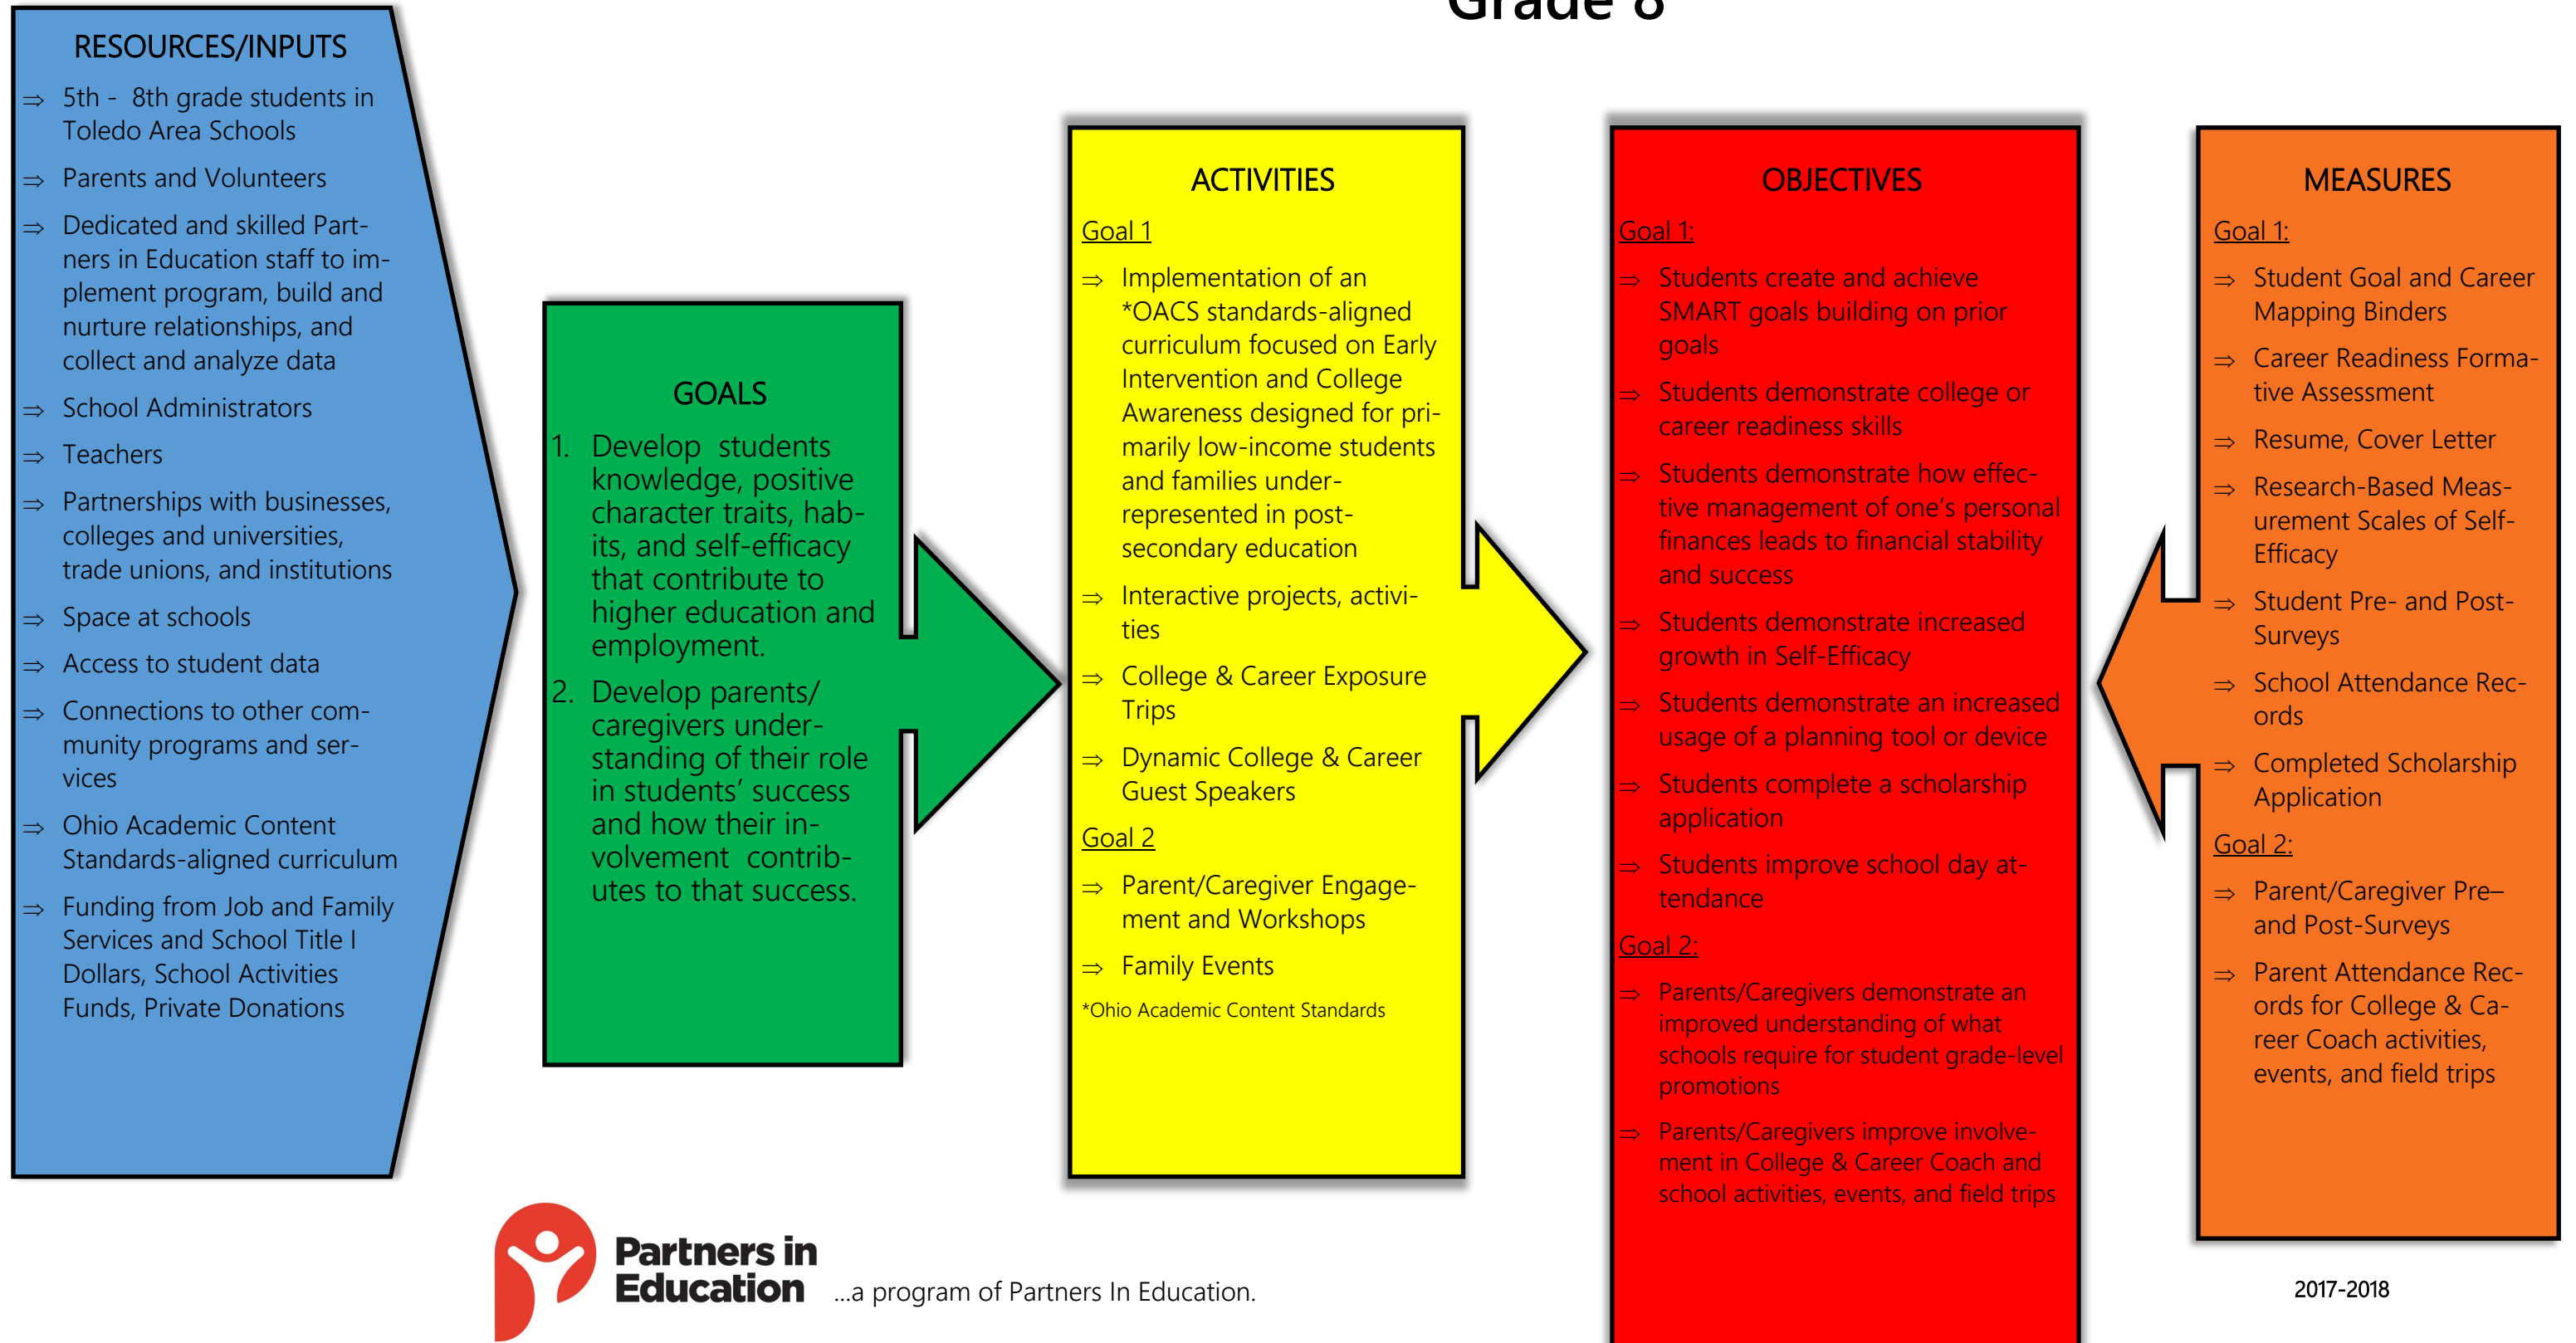 Grade 8
RESOURCES/INPUTS
⇒ 5th - 8th grade students in
Toledo Area Schools
⇒ Parents and Volunteers
⇒ Dedicated and skilled Part-
ners in Education staff to im-
plement program, build and
nurture relationships, and
collect and analyze data
⇒ School Administrators
⇒ Teachers
⇒ Partnerships with businesses,
colleges and universities,
trade unions, and institutions
⇒ Space at schools
⇒ Access to student data
⇒ Connections to other com-
munity programs and ser-
vices
⇒ Ohio Academic Content
Standards-aligned curriculum
⇒ Funding from Job and Family
Services and School Title I
Dollars, School Activities
Funds, Private Donations
GOALS
1. Develop students
knowledge, positive
character traits, hab-
its, and self-efficacy
that contribute to
higher education and
employment.
2. Develop parents/
caregivers under-
standing of their role
in students’ success
and how their in-
volvement contrib-
utes to that success.
ACTIVITIES
Goal 1
⇒ Implementation of an
*OACS standards-aligned
curriculum focused on Early
Intervention and College
Awareness designed for pri-
marily low-income students
and families under-
represented in post-
secondary education
⇒ Interactive projects, activi-
ties
⇒ College & Career Exposure
Trips
⇒ Dynamic College & Career
Guest Speakers
Goal 2
⇒ Parent/Caregiver Engage-
ment and Workshops
⇒ Family Events
*Ohio Academic Content Standards
OBJECTIVES
Goal 1:
⇒ Students create and achieve
SMART goals building on prior
goals
⇒ Students demonstrate college or
career readiness skills
⇒ Students demonstrate how effec-
tive management of one’s personal
finances leads to financial stability
and success
⇒ Students demonstrate increased
growth in Self-Efficacy
⇒ Students demonstrate an increased
usage of a planning tool or device
⇒ Students complete a scholarship
application
⇒ Students improve school day at-
tendance
Goal 2:
⇒ Parents/Caregivers demonstrate an
improved understanding of what
schools require for student grade-level
promotions
⇒ Parents/Caregivers improve involve-
ment in College & Career Coach and
school activities, events, and field trips
MEASURES
Goal 1:
⇒ Student Goal and Career
Mapping Binders
⇒ Career Readiness Forma-
tive Assessment
⇒ Resume, Cover Letter
⇒ Research-Based Meas-
urement Scales of Self-
Efficacy
⇒ Student Pre- and Post-
Surveys
⇒ School Attendance Rec-
ords
⇒ Completed Scholarship
Application
Goal 2:
⇒ Parent/Caregiver Pre–
and Post-Surveys
⇒ Parent Attendance Rec-
ords for College & Ca-
reer Coach activities,
events, and field trips
Partners in
Education
...a program of Partners In Education.
2017-2018